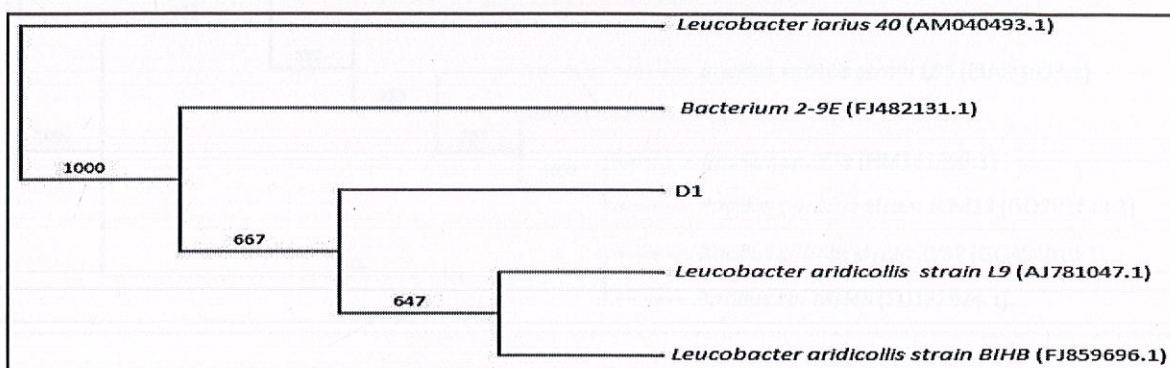 Leucobacter iarius 40 (AM040493.1)
Bacterium 2-9E (FJ482131.1)
1000
D1
667
Leucobacter aridicollis strain L9 (AJ781047.1)
647
Leucobacter aridicollis strain BIHB (FJ859696.1)